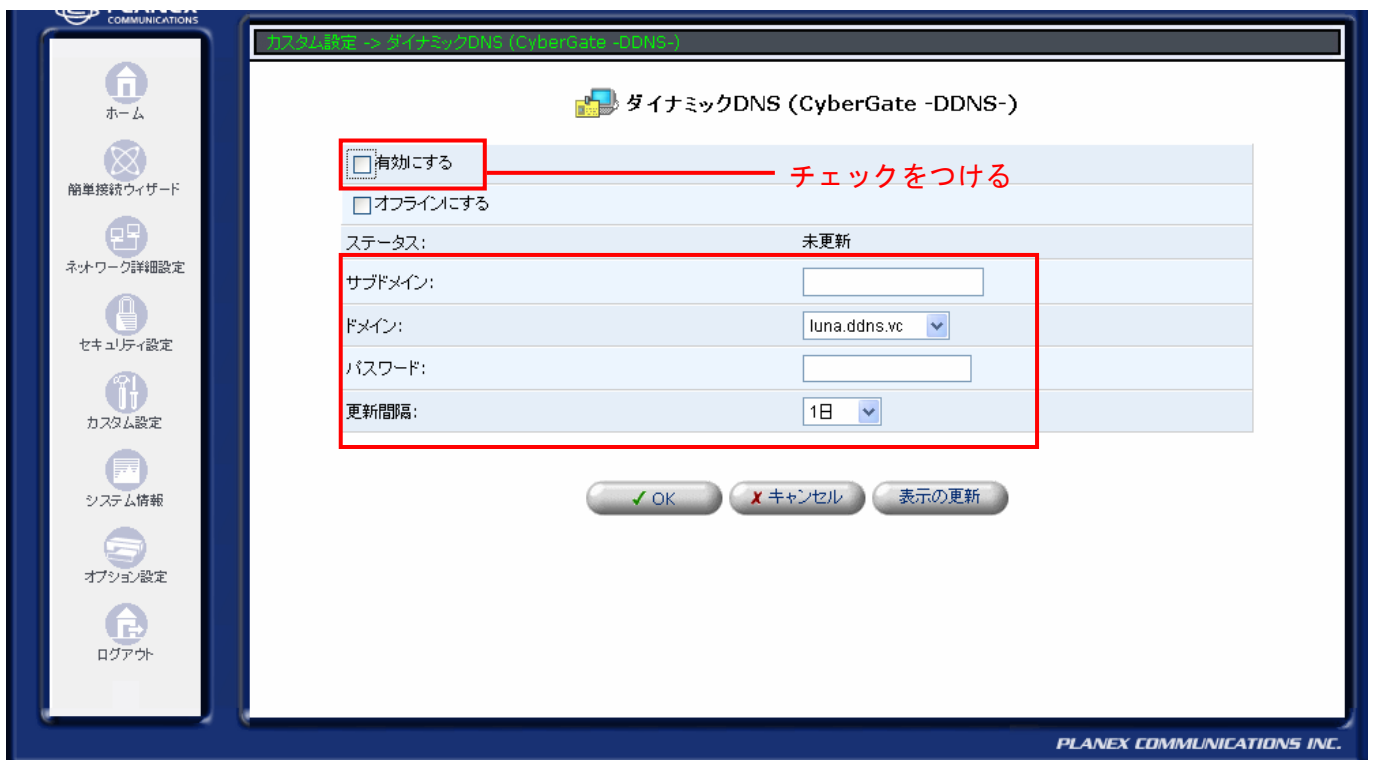 COMMUNICATIONS
カスタム設定 -> ダイナミックDNS (CyberGate -DDNS-)
ホーム
簡単接続ウィザード
ネットワーク詳細設定
セキュリティ設定
カスタム設定
システム情報
オプション設定
ログアウト
ダイナミックDNS (CyberGate -DDNS-)
有効にする
チェックをつける
オフラインにする
ステータス: 未更新
サブドメイン:
ドメイン: luna.ddns.vc
パスワード:
更新間隔: 1日
OK キャンセル 表示の更新
PLANEX COMMUNICATIONS INC.